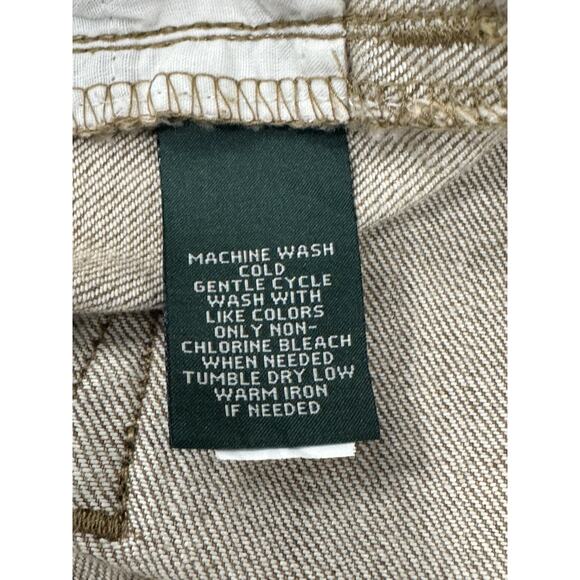 MACHINE WASH
COLD
GENTLE CYCLE
WASH WITH
LIKE COLORS
ONLY NON-
CHLORINE BLEACH
WHEN NEEDED
TUMBLE DRY LOW
WARM IRON
IF NEEDED